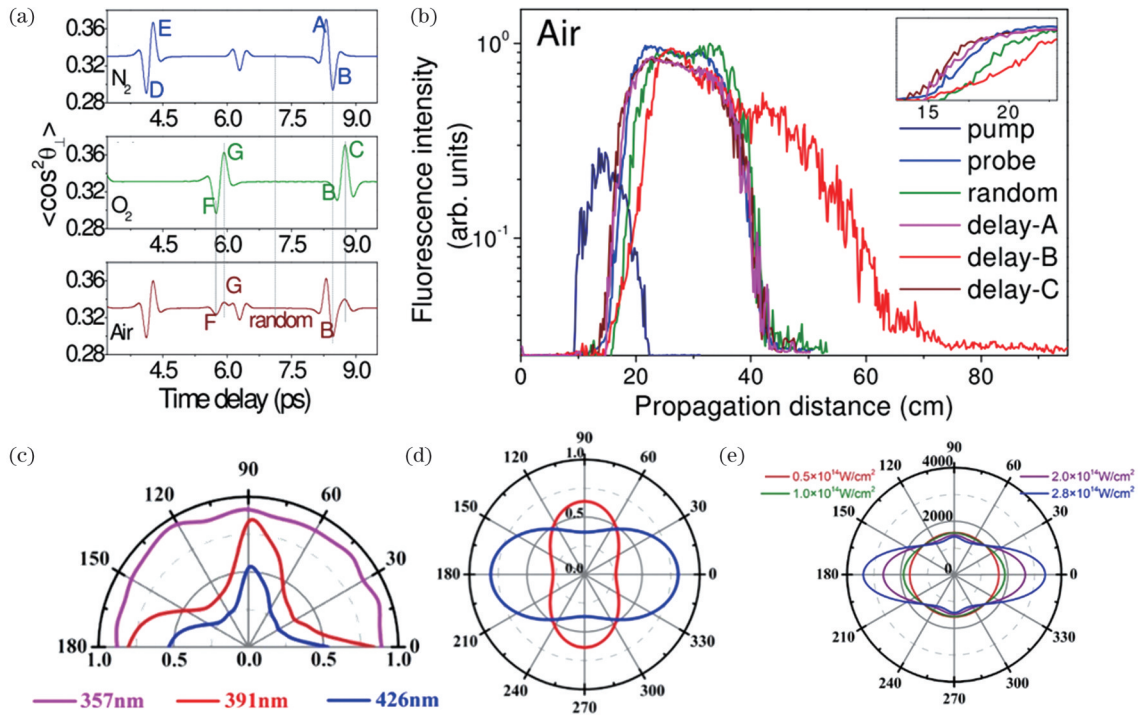 (a)
0.36
0.32
0.28
E
A
N2
D
B
4.5
6.0
7.5
9.0
<cos²θ⊥>
0.36
0.32
0.28
G
C
O2
F
B
4.5
6.0
7.5
9.0
0.36
0.32
0.28
G
F
random
B
Air
4.5
6.0
7.5
9.0
Time delay (ps)
(b)
Air
Fluorescence intensity
(arb. units)
10⁰
10⁻¹
15
20
pump
probe
random
delay-A
delay-B
delay-C
0
20
40
60
80
Propagation distance (cm)
(c)
90
120
60
150
30
180
0
1.0
0.5
0.0
0.5
1.0
357nm
391nm
426nm
(d)
90
1.0
120
60
0.5
150
30
180
0.0
0
210
330
240
300
270
(e)
0.5×10¹⁴W/cm²
1.0×10¹⁴W/cm²
2.0×10¹⁴W/cm²
2.8×10¹⁴W/cm²
90
4000
120
60
2000
150
30
180
0
0
210
330
240
300
270